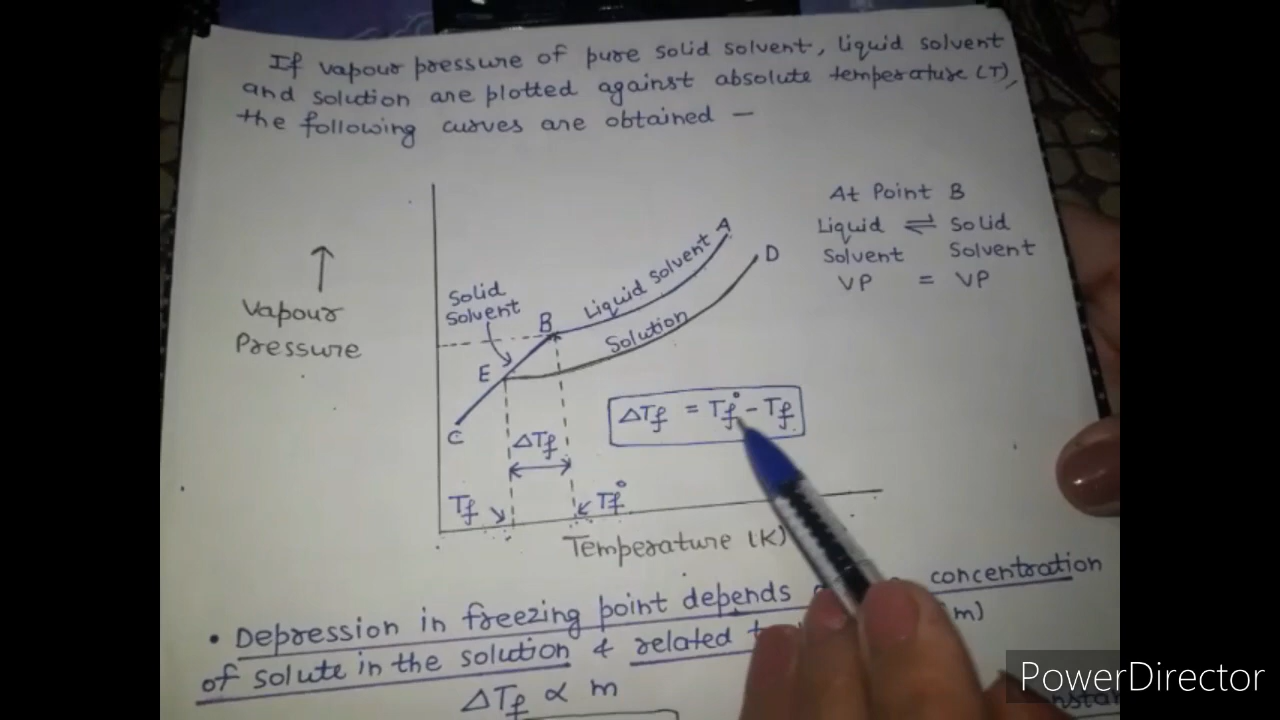 If vapour pressure of pure solid solvent, liquid solvent
and solution are plotted against absolute temperature (T),
the following curves are obtained —
At Point B
Liquid ⇌ Solid
Solvent Solvent
VP = VP
↑
Vapour
Pressure
Solid
Solvent
B
Liquid Solvent
A
D
Solution
E
C
ΔTf
ΔTf = Tf° - Tf
Tf
Tf°
Temperature (K)
• Depression in freezing point depends concentration
of solute in the solution & related m)
ΔTf ∝ m
PowerDirector